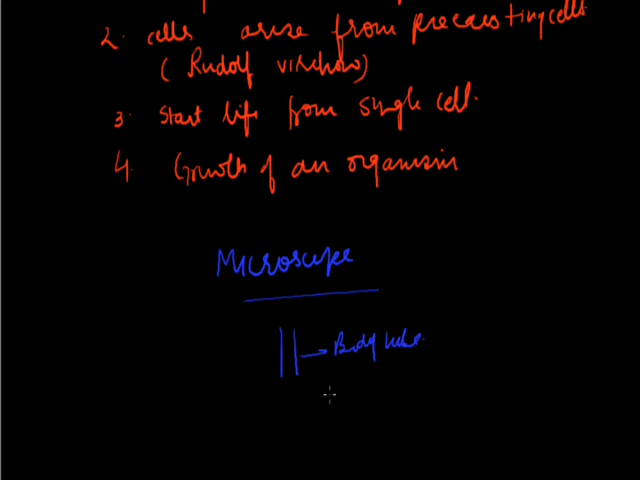 2. cells arise from preexisting cells
( Rudolf virchow)
3. Start life from single cell.
4. Growth of an organism
Microscope
Body tube